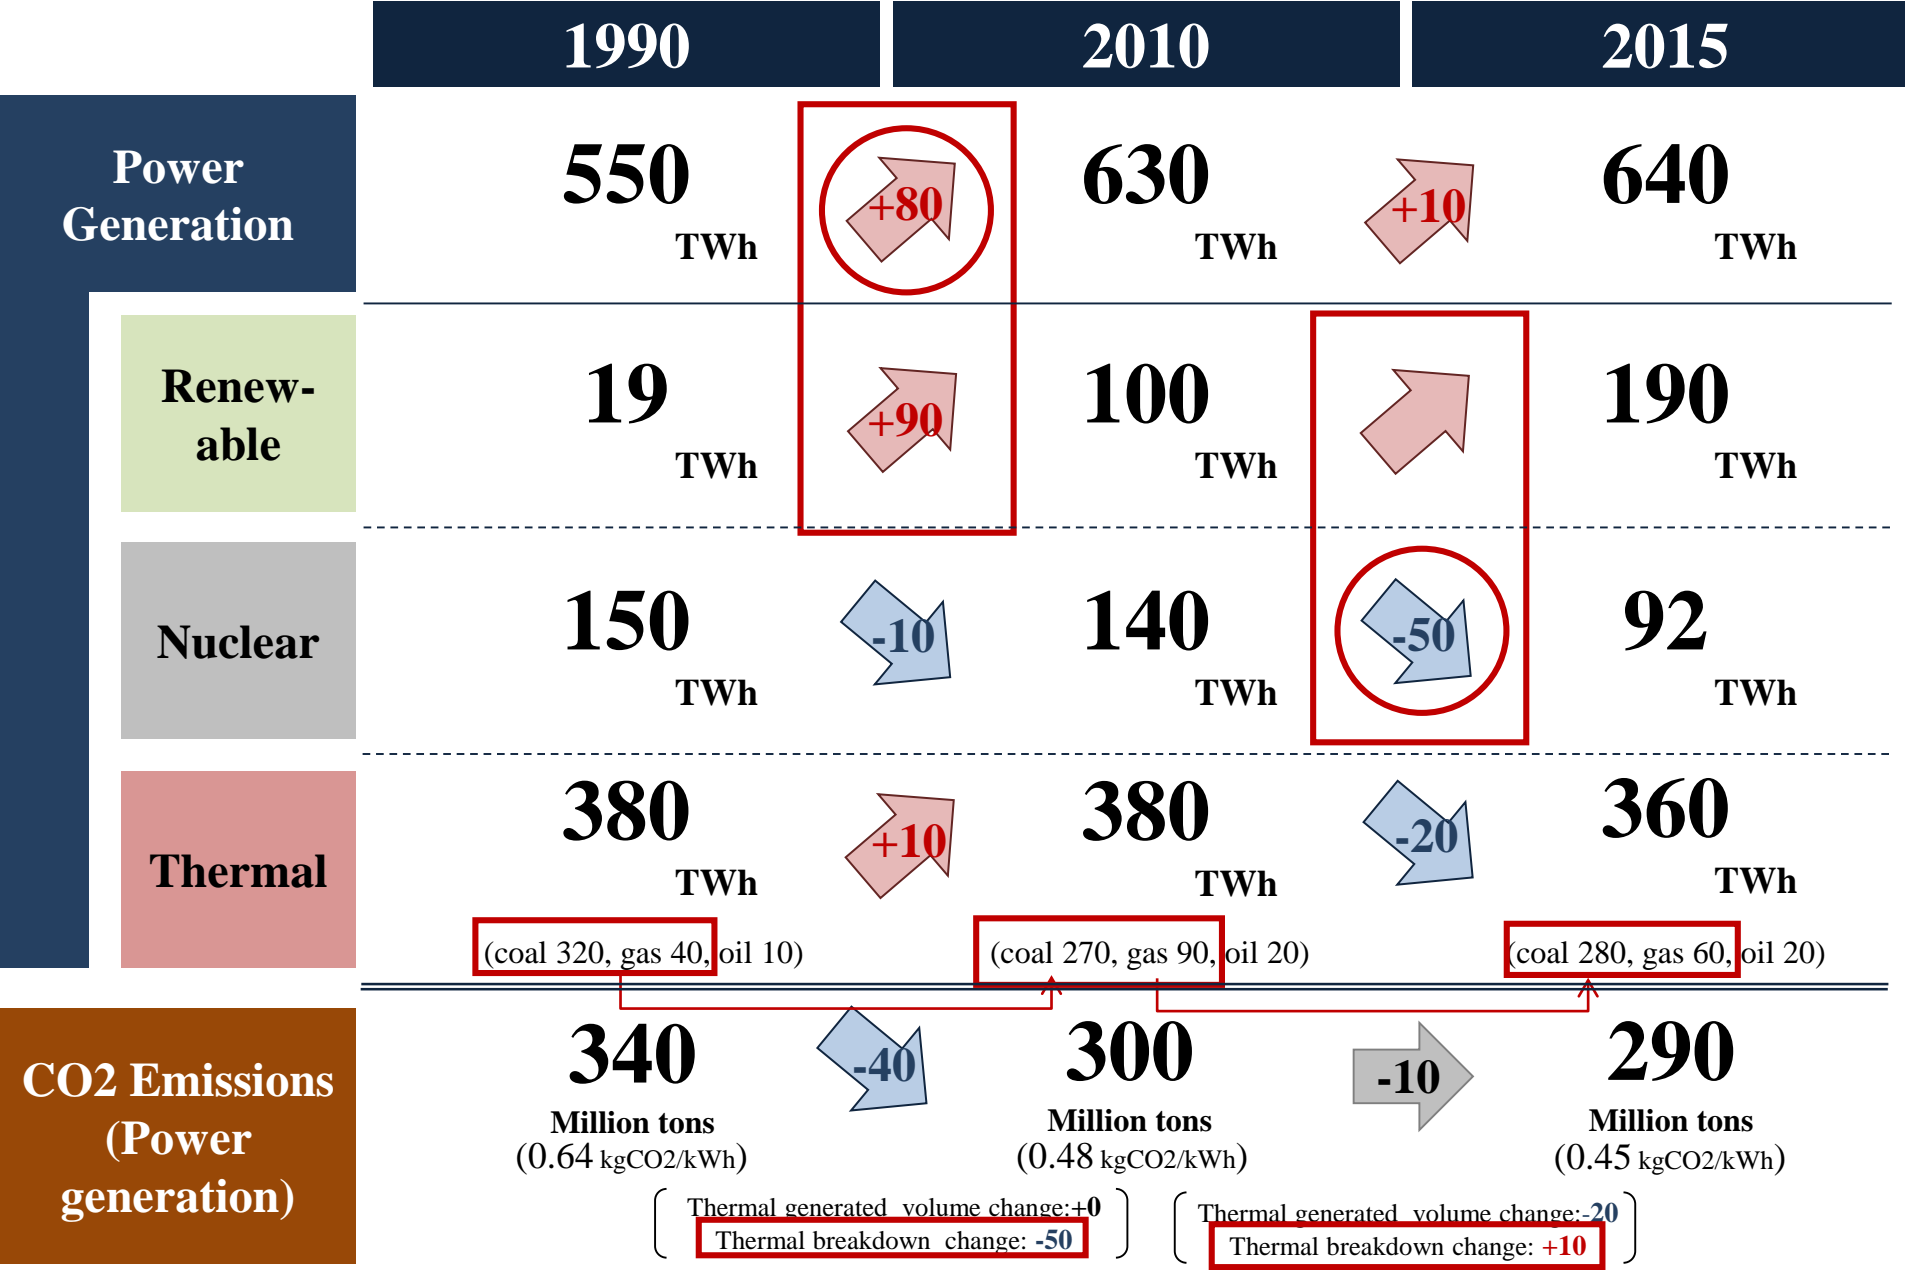 1990
2010
2015
Power
Generation
550
TWh
+80
630
TWh
+10
640
TWh
Renew-
able
19
TWh
+90
100
TWh
190
TWh
Nuclear
150
TWh
-10
140
TWh
-50
92
TWh
Thermal
380
TWh
+10
380
TWh
-20
360
TWh
(coal 320, gas 40, oil 10)
(coal 270, gas 90, oil 20)
(coal 280, gas 60, oil 20)
CO2 Emissions
(Power
generation)
340
Million tons
(0.64 kgCO2/kWh)
-40
300
Million tons
(0.48 kgCO2/kWh)
-10
290
Million tons
(0.45 kgCO2/kWh)
Thermal generated volume change:+0
Thermal breakdown change: -50
Thermal generated volume change:-20
Thermal breakdown change: +10